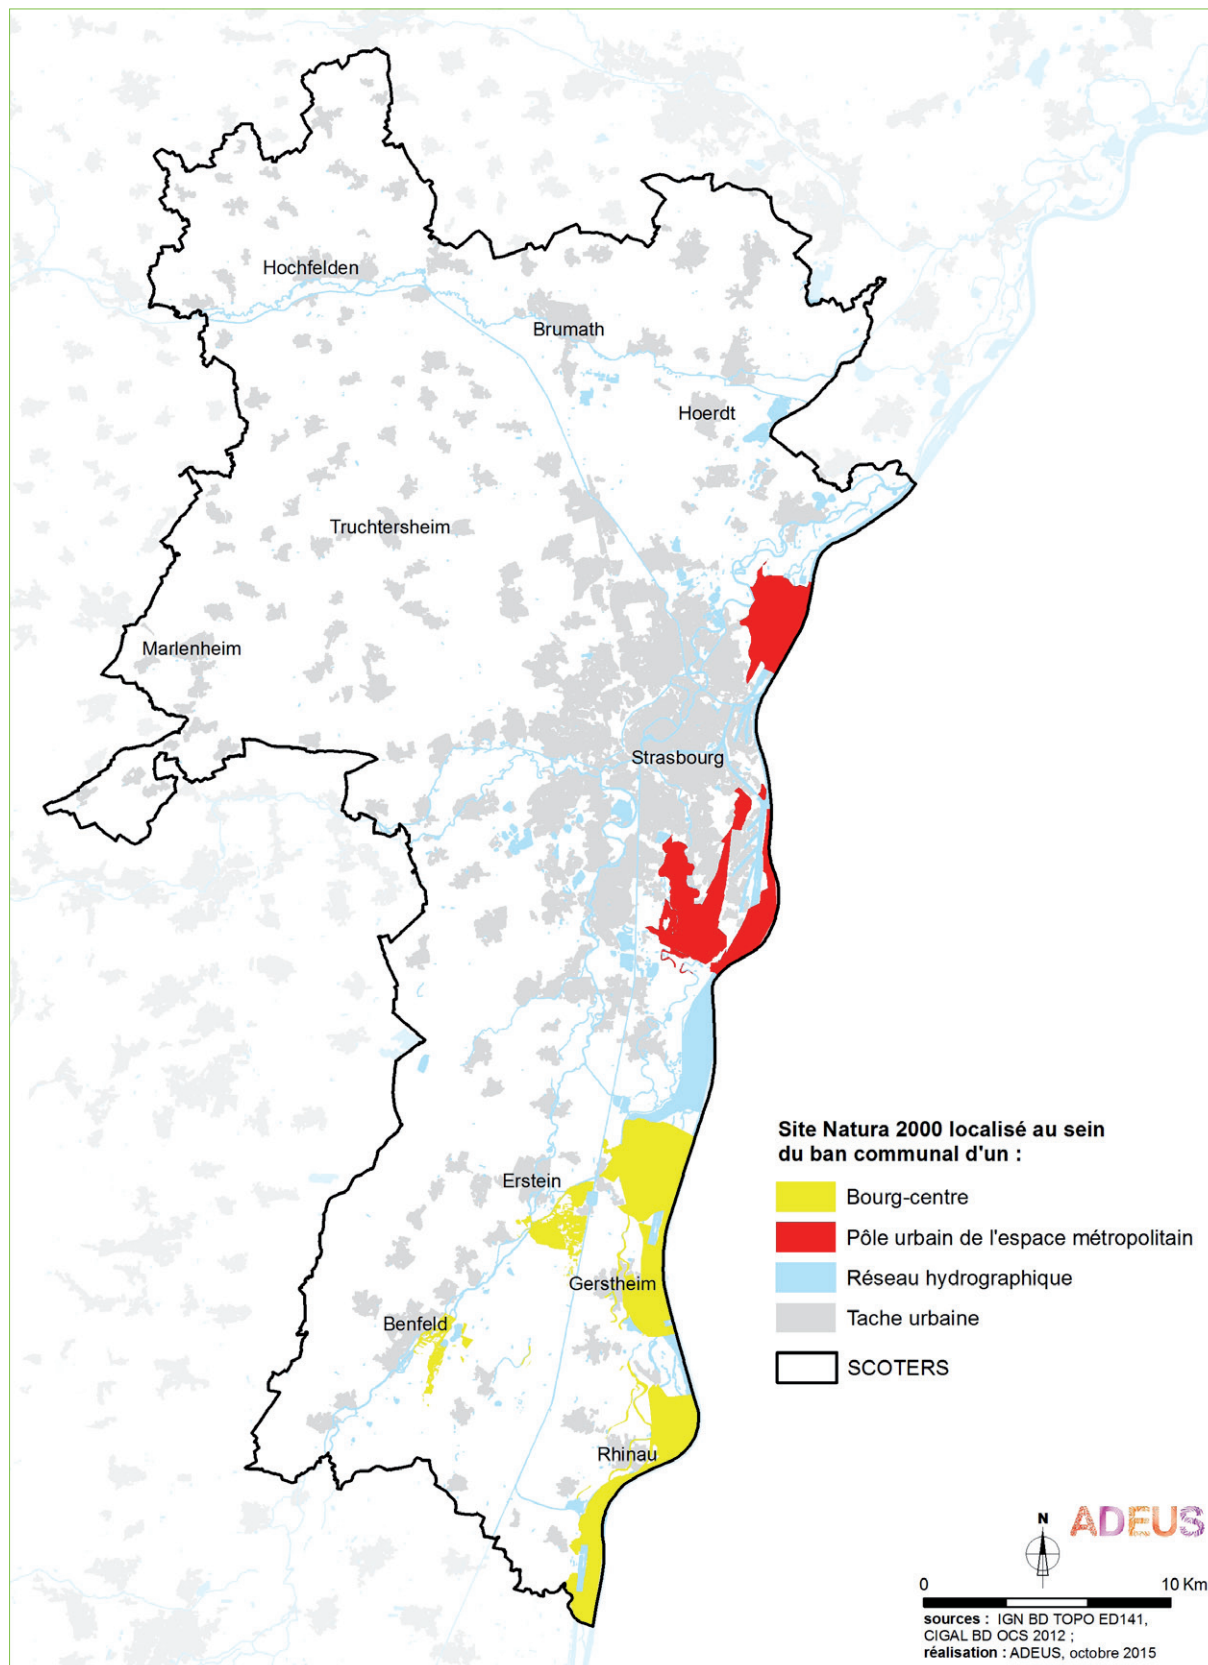 Hochfelden
Brumath
Hoerdt
Truchtersheim
Marlenheim
Strasbourg
Site Natura 2000 localisé au sein
du ban communal d'un :
Erstein
Bourg-centre
Pôle urbain de l'espace métropolitain
Réseau hydrographique
Gerstheim
Benfeld
Tache urbaine
SCOTERS
Rhinau
N
ADEUS
0 10 Km
sources : IGN BD TOPO ED141,
CIGAL BD OCS 2012 ;
réalisation : ADEUS, octobre 2015